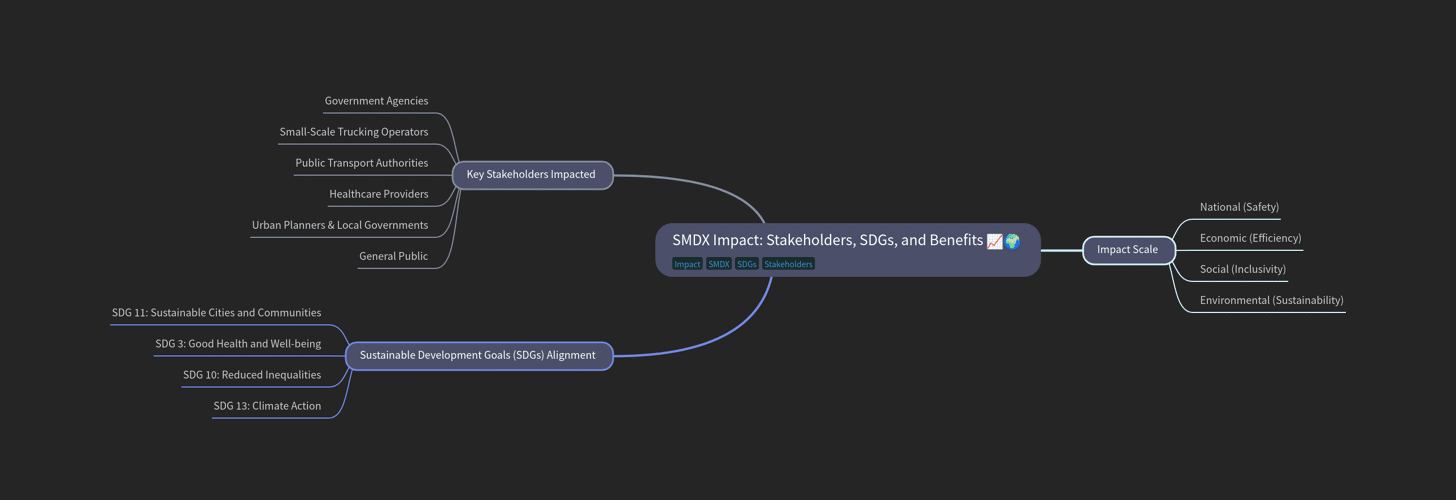 Government Agencies
Small-Scale Trucking Operators
Public Transport Authorities
Healthcare Providers
Urban Planners & Local Governments
General Public
Key Stakeholders Impacted
SDG 11: Sustainable Cities and Communities
SDG 3: Good Health and Well-being
SDG 10: Reduced Inequalities
SDG 13: Climate Action
Sustainable Development Goals (SDGs) Alignment
SMDX Impact: Stakeholders, SDGs, and Benefits 📈🌍
Impact SMDX SDGs Stakeholders
Impact Scale
National (Safety)
Economic (Efficiency)
Social (Inclusivity)
Environmental (Sustainability)